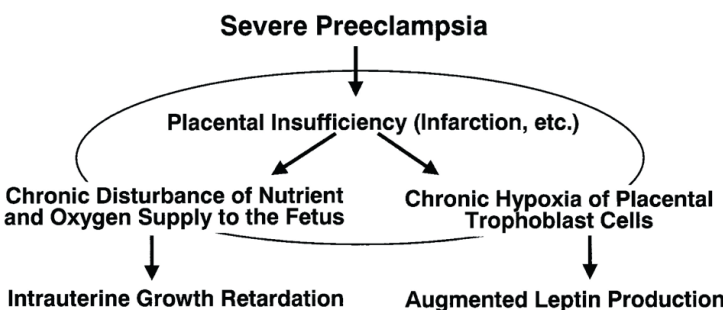 Severe Preeclampsia
Placental Insufficiency (Infarction, etc.)
Chronic Disturbance of Nutrient
and Oxygen Supply to the Fetus
Chronic Hypoxia of Placental
Trophoblast Cells
Intrauterine Growth Retardation
Augmented Leptin Production